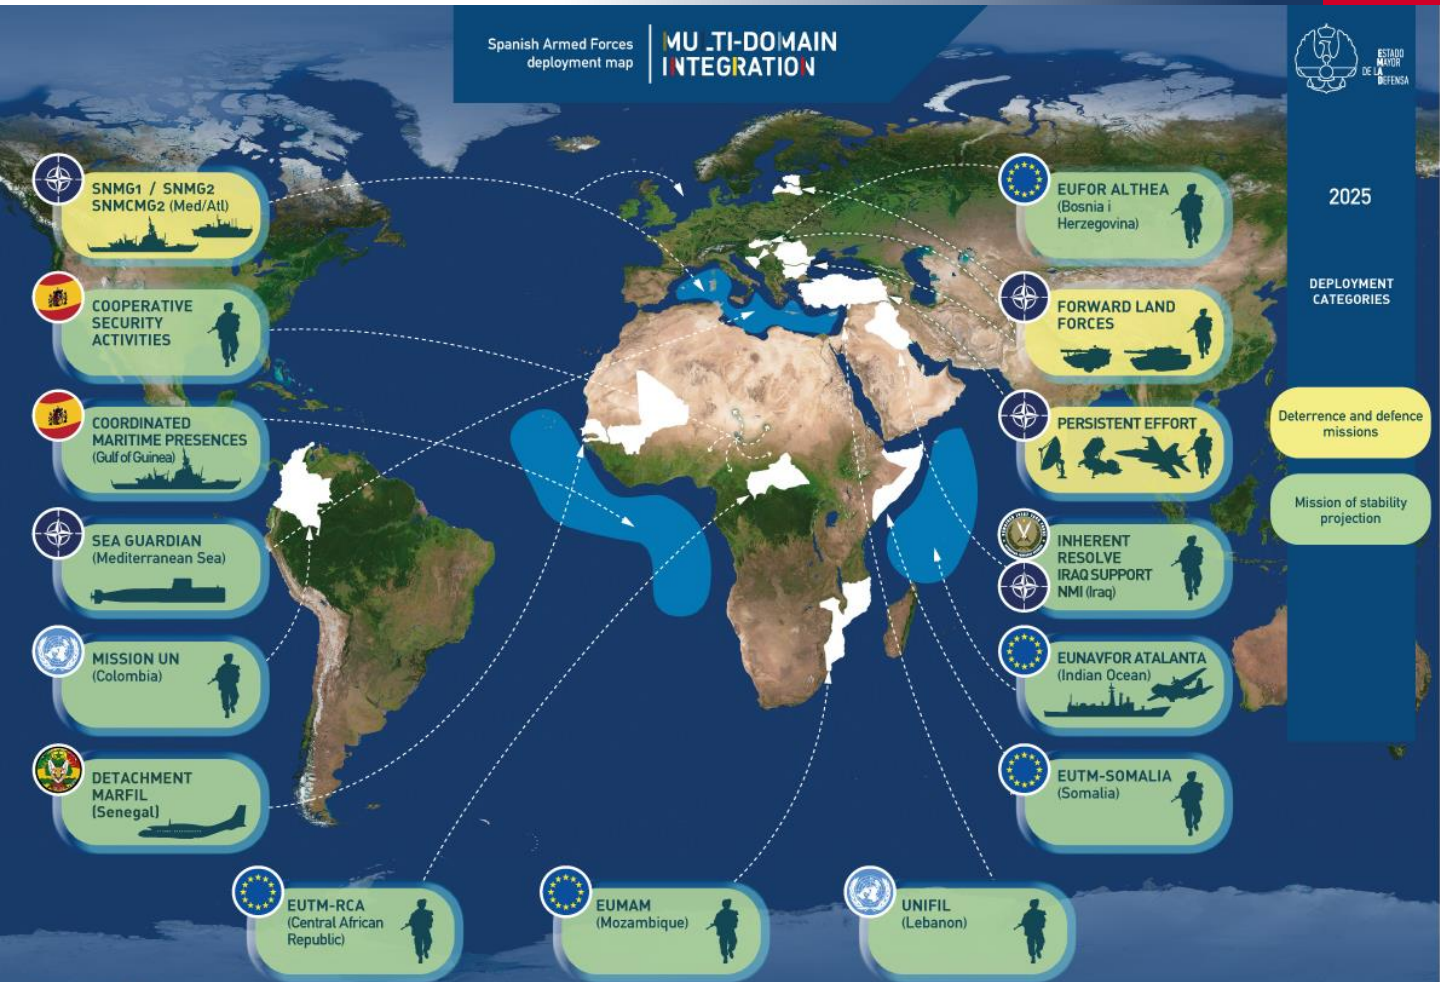 Spanish Armed Forces
deployment map
MULTI-DOMAIN
INTEGRATION
ESTADO
MAYOR
DE LA DEFENSA
2025
DEPLOYMENT
CATEGORIES
Deterrence and defence
missions
Mission of stability
projection
SNMG1 / SNMG2
SNMCMG2 (Med/Atl)
COOPERATIVE
SECURITY
ACTIVITIES
COORDINATED
MARITIME PRESENCES
(Gulf of Guinea)
SEA GUARDIAN
(Mediterranean Sea)
MISSION UN
(Colombia)
DETACHMENT
MARFIL
(Senegal)
EUTM-RCA
(Central African
Republic)
EUMAM
(Mozambique)
UNIFIL
(Lebanon)
EUFOR ALTHEA
(Bosnia i
Herzegovina)
FORWARD LAND
FORCES
PERSISTENT EFFORT
INHERENT
RESOLVE
IRAQ SUPPORT
NMI (Iraq)
EUNAVFOR ATALANTA
(Indian Ocean)
EUTM-SOMALIA
(Somalia)